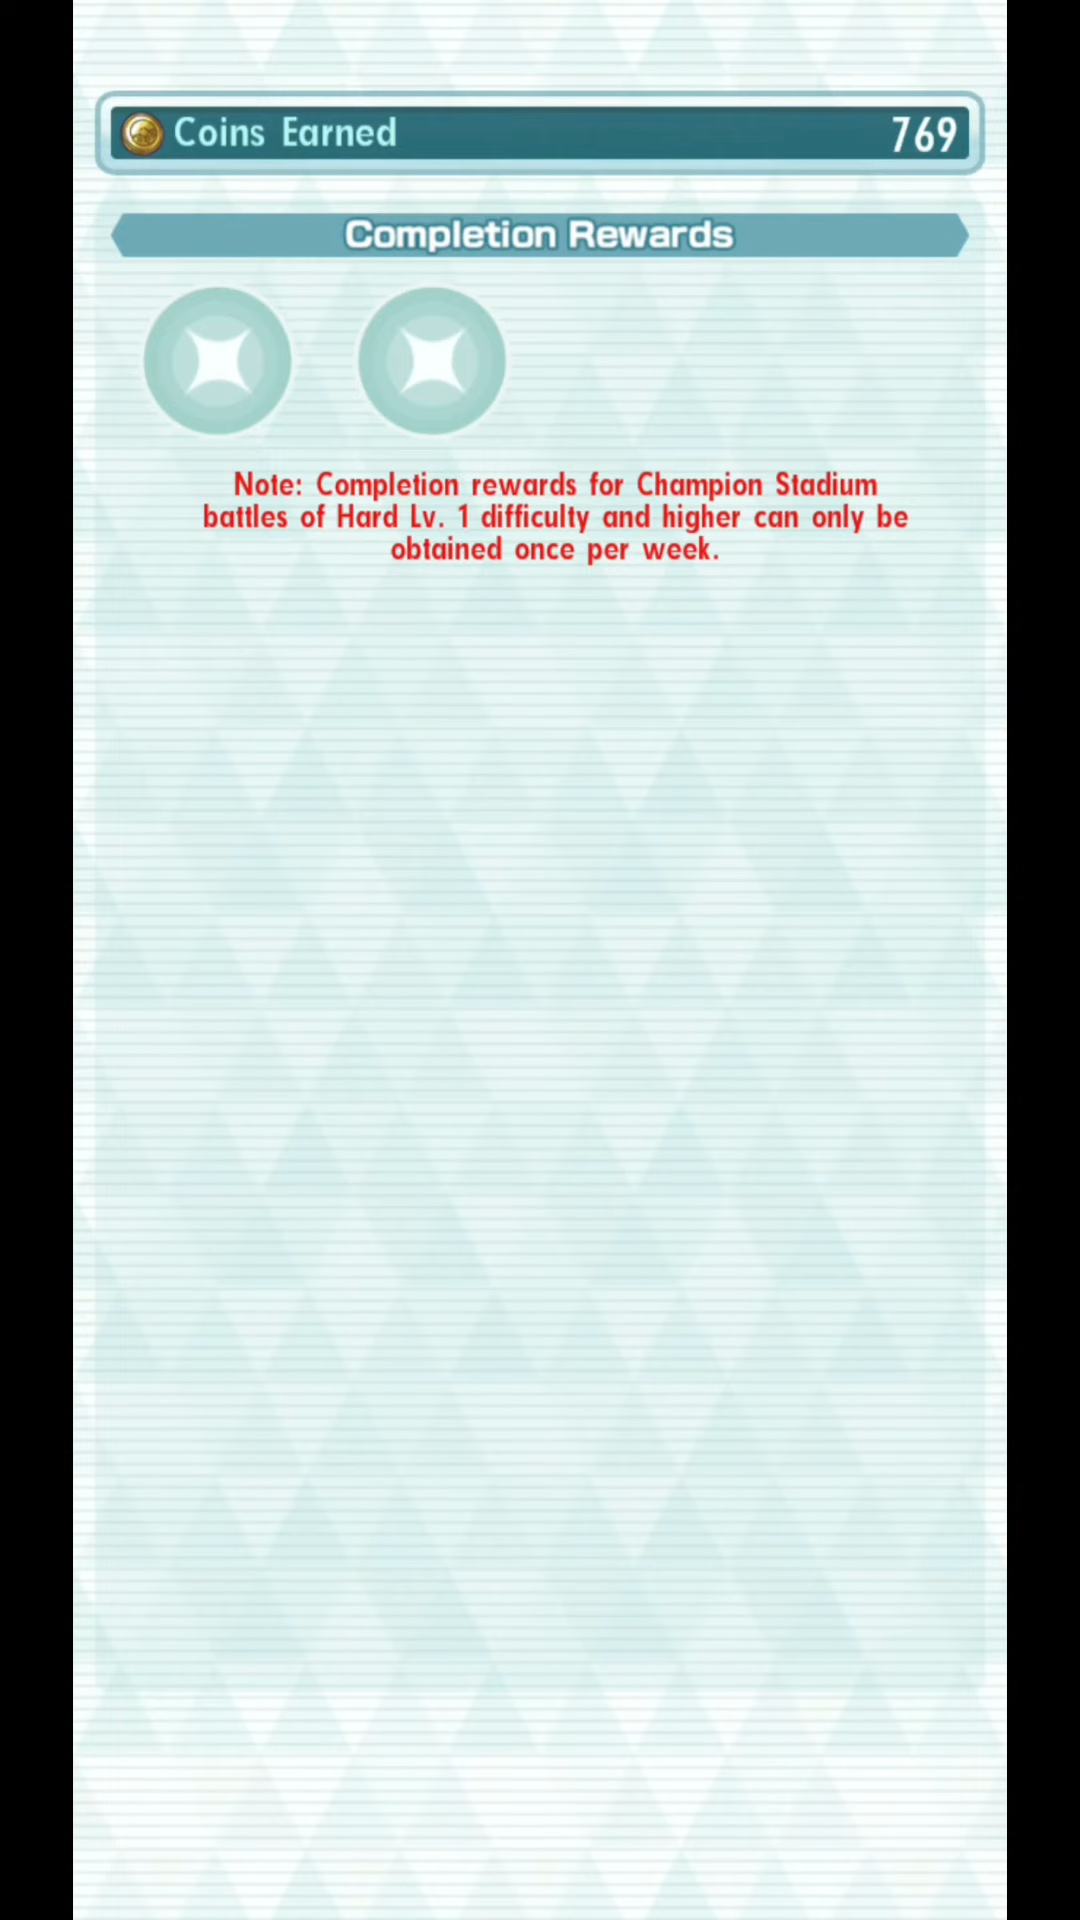 Coins Earned 769
Completion Rewards
Note: Completion rewards for Champion Stadium
battles of Hard Lv. 1 difficulty and higher can only be
obtained once per week.